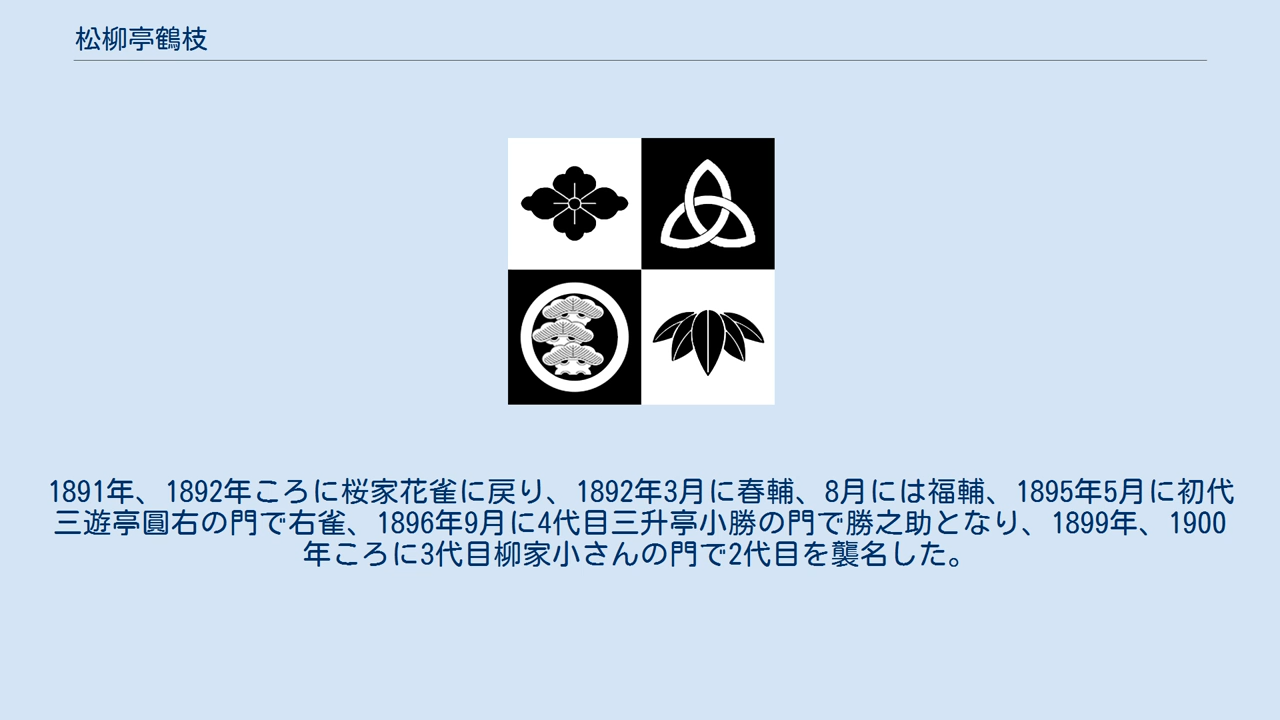 松柳亭鶴枝
1891年、1892年ころに桜家花雀に戻り、1892年3月に春輔、8月には福輔、1895年5月に初代
三遊亭圓右の門で右雀、1896年9月に4代目三升亭小勝の門で勝之助となり、1899年、1900
年ころに3代目柳家小さんの門で2代目を襲名した。